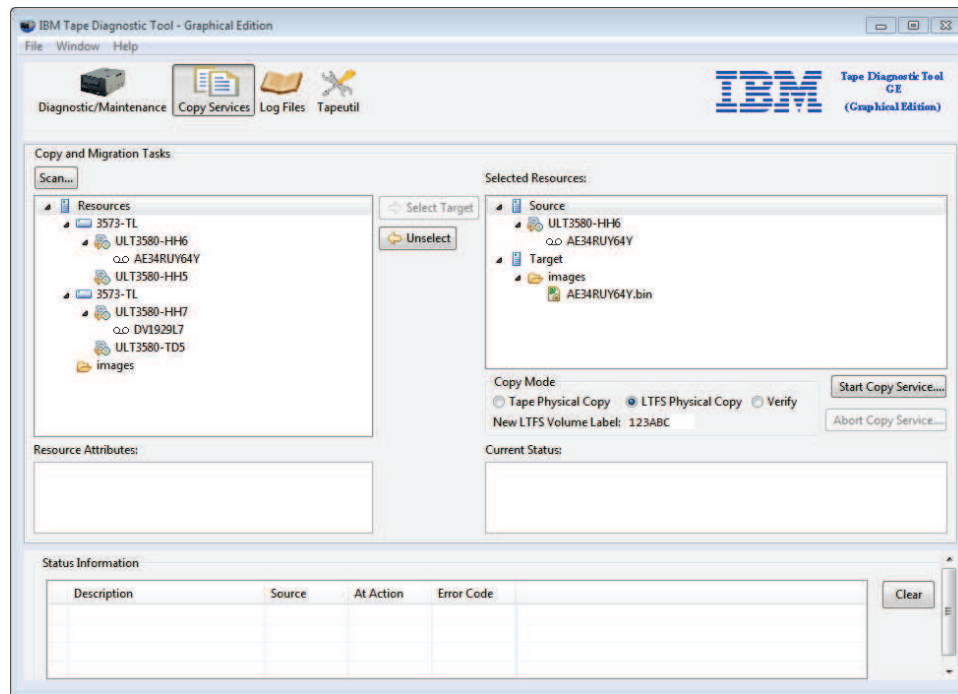 IBM Tape Diagnostic Tool - Graphical Edition
File Window Help
Diagnostic/Maintenance Copy Services Log Files Tapeutil
IBM
Tape Diagnostic Tool
GE
(Graphical Edition)
Copy and Migration Tasks
Scan...
Resources
3573-TL
ULT3580-HH6
AE34RUY64Y
ULT3580-HH5
3573-TL
ULT3580-HH7
DV1929L7
ULT3580-TD5
images
Select Target
Unselect
Selected Resources:
Source
ULT3580-HH6
AE34RUY64Y
Target
images
AE34RUY64Y.bin
Copy Mode
Tape Physical Copy LTFS Physical Copy Verify
New LTFS Volume Label: 123ABC
Start Copy Service....
Abort Copy Service....
Resource Attributes:
Current Status:
Status Information
Description Source At Action Error Code
Clear